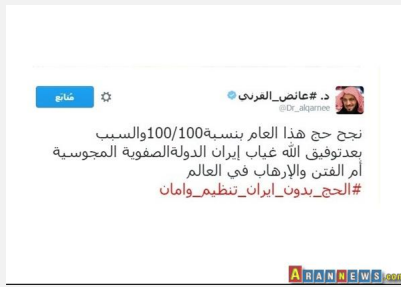 د. #عائض_القرني
@Dr_alqarnee
مُتابَع
نجح حج هذا العام بنسبة100/100والسبب
بعدتوفيق الله غياب إيران الدولةالصفوية المجوسية
أم الفتن والإرهاب في العالم
#الحج_بدون_ايران_تنظيم_وامان
ARANNEWS.com